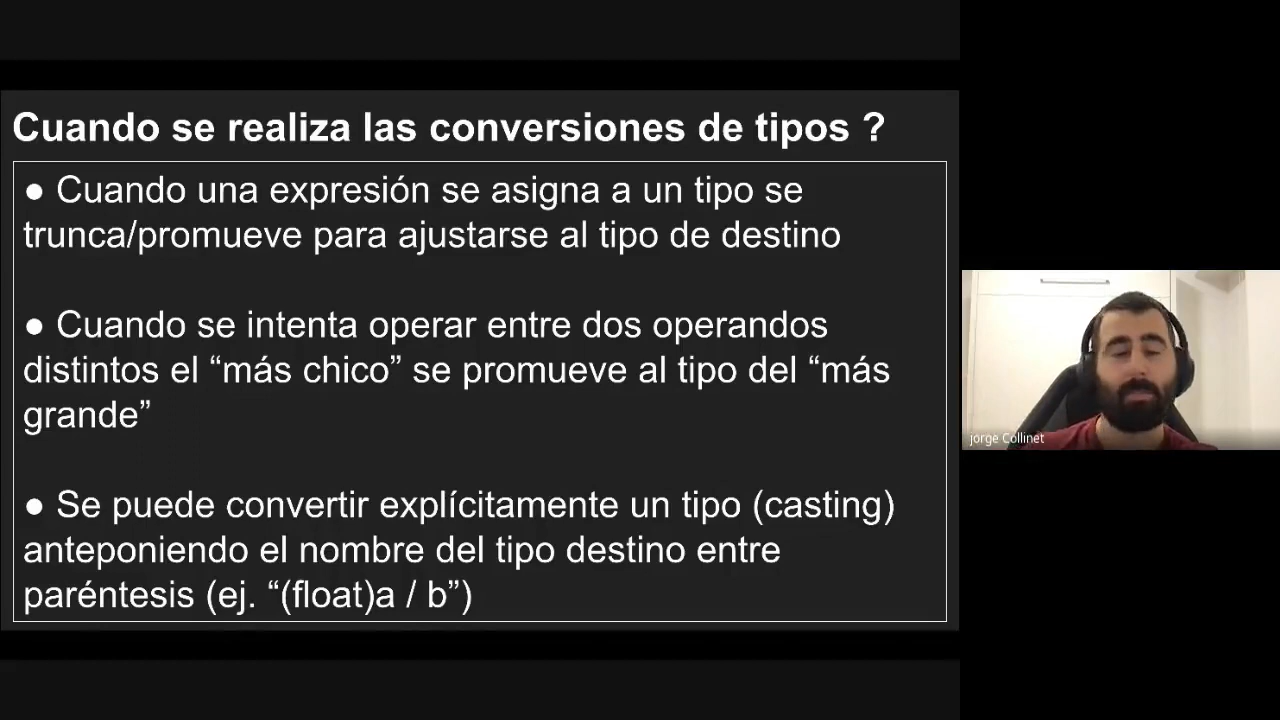 Cuando se realiza las conversiones de tipos ?
● Cuando una expresión se asigna a un tipo se
trunca/promueve para ajustarse al tipo de destino
● Cuando se intenta operar entre dos operandos
distintos el “más chico” se promueve al tipo del “más
grande”
● Se puede convertir explícitamente un tipo (casting)
anteponiendo el nombre del tipo destino entre
paréntesis (ej. “(float)a / b”)
jorge Collinet